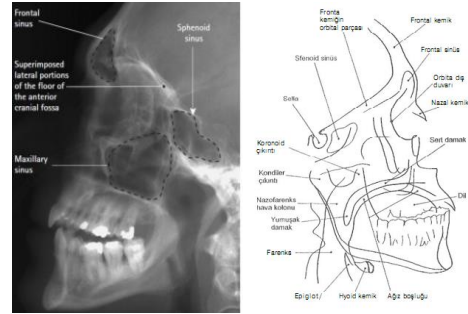 Frontal
sinus
Sphenoid
sinus
Superimposed
lateral portions
of the floor of
the anterior
cranial fossa
Maxillary
sinus
Fronta
kemiğin
orbital parçası
Frontal kemik
Frontal sinüs
Sfenoid sinüs
Orbita dış
duvarı
Nazal kemik
Sella
Koronoid
çıkıntı
Sert damak
Kondiler
çıkıntı
Nazofarenks
hava kolonu
Dil
Yumuşak
damak
Farenks
Epiglot/
Hyoid kemik
Ağız boşluğu